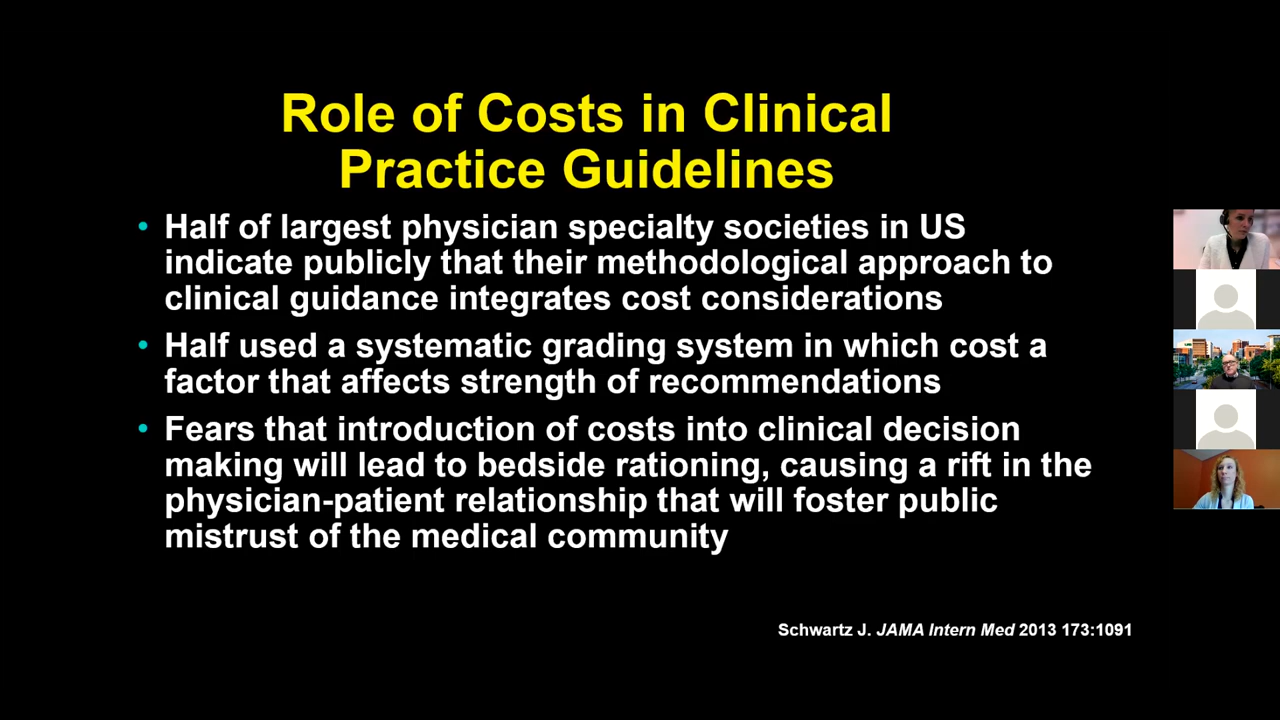 Role of Costs in Clinical
Practice Guidelines
• Half of largest physician specialty societies in US
indicate publicly that their methodological approach to
clinical guidance integrates cost considerations
• Half used a systematic grading system in which cost a
factor that affects strength of recommendations
• Fears that introduction of costs into clinical decision
making will lead to bedside rationing, causing a rift in the
physician-patient relationship that will foster public
mistrust of the medical community
Schwartz J. JAMA Intern Med 2013 173:1091